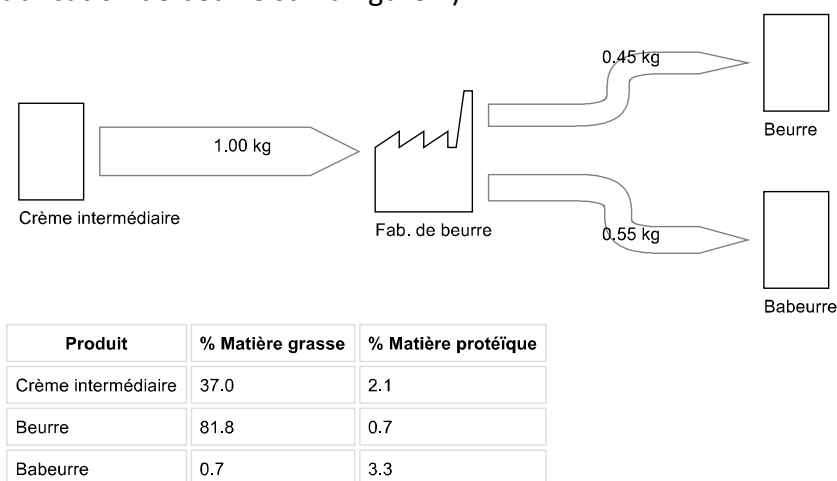 0.45 kg
Beurre
1.00 kg
Crème intermédiaire
Fab. de beurre
0.55 kg
Babeurre
Produit % Matière grasse % Matière protéïque
Crème intermédiaire 37.0 2.1
Beurre 81.8 0.7
Babeurre 0.7 3.3